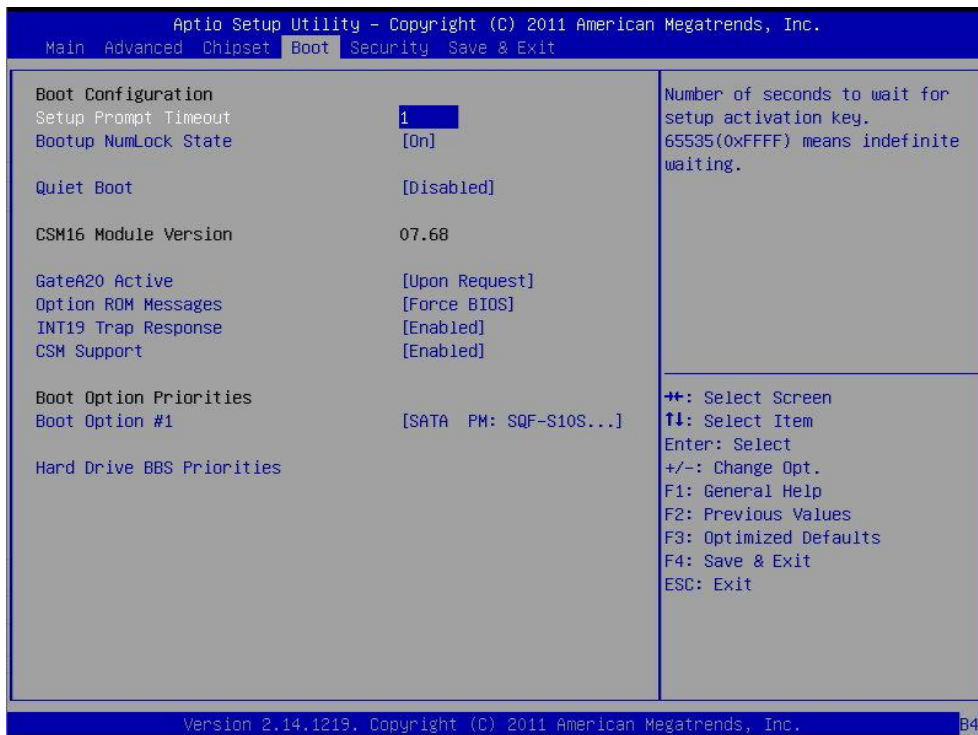 Aptio Setup Utility – Copyright (C) 2011 American Megatrends, Inc.
Main Advanced Chipset Boot Security Save & Exit
Boot Configuration
Setup Prompt Timeout 1
Bootup NumLock State [On]
Quiet Boot [Disabled]
CSM16 Module Version 07.68
GateA20 Active [Upon Request]
Option ROM Messages [Force BIOS]
INT19 Trap Response [Enabled]
CSM Support [Enabled]
Boot Option Priorities
Boot Option #1 [SATA PM: SQF-S10S...]
Hard Drive BBS Priorities
Number of seconds to wait for
setup activation key.
65535(0xFFFF) means indefinite
waiting.
→←: Select Screen
↑↓: Select Item
Enter: Select
+/-: Change Opt.
F1: General Help
F2: Previous Values
F3: Optimized Defaults
F4: Save & Exit
ESC: Exit
Version 2.14.1219. Copyright (C) 2011 American Megatrends, Inc.
B4